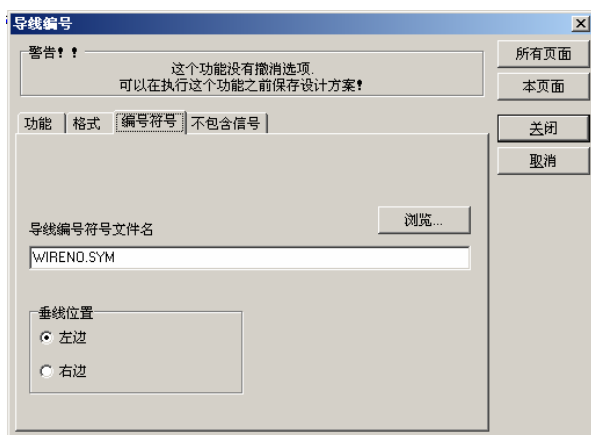 导线编号
警告！！
这个功能没有撤消选项.
可以在执行这个功能之前保存设计方案！
所有页面
本页面
关闭
取消
功能 格式 编号符号 不包含信号
浏览...
导线编号符号文件名
WIRENO.SYM
垂线位置
左边
右边